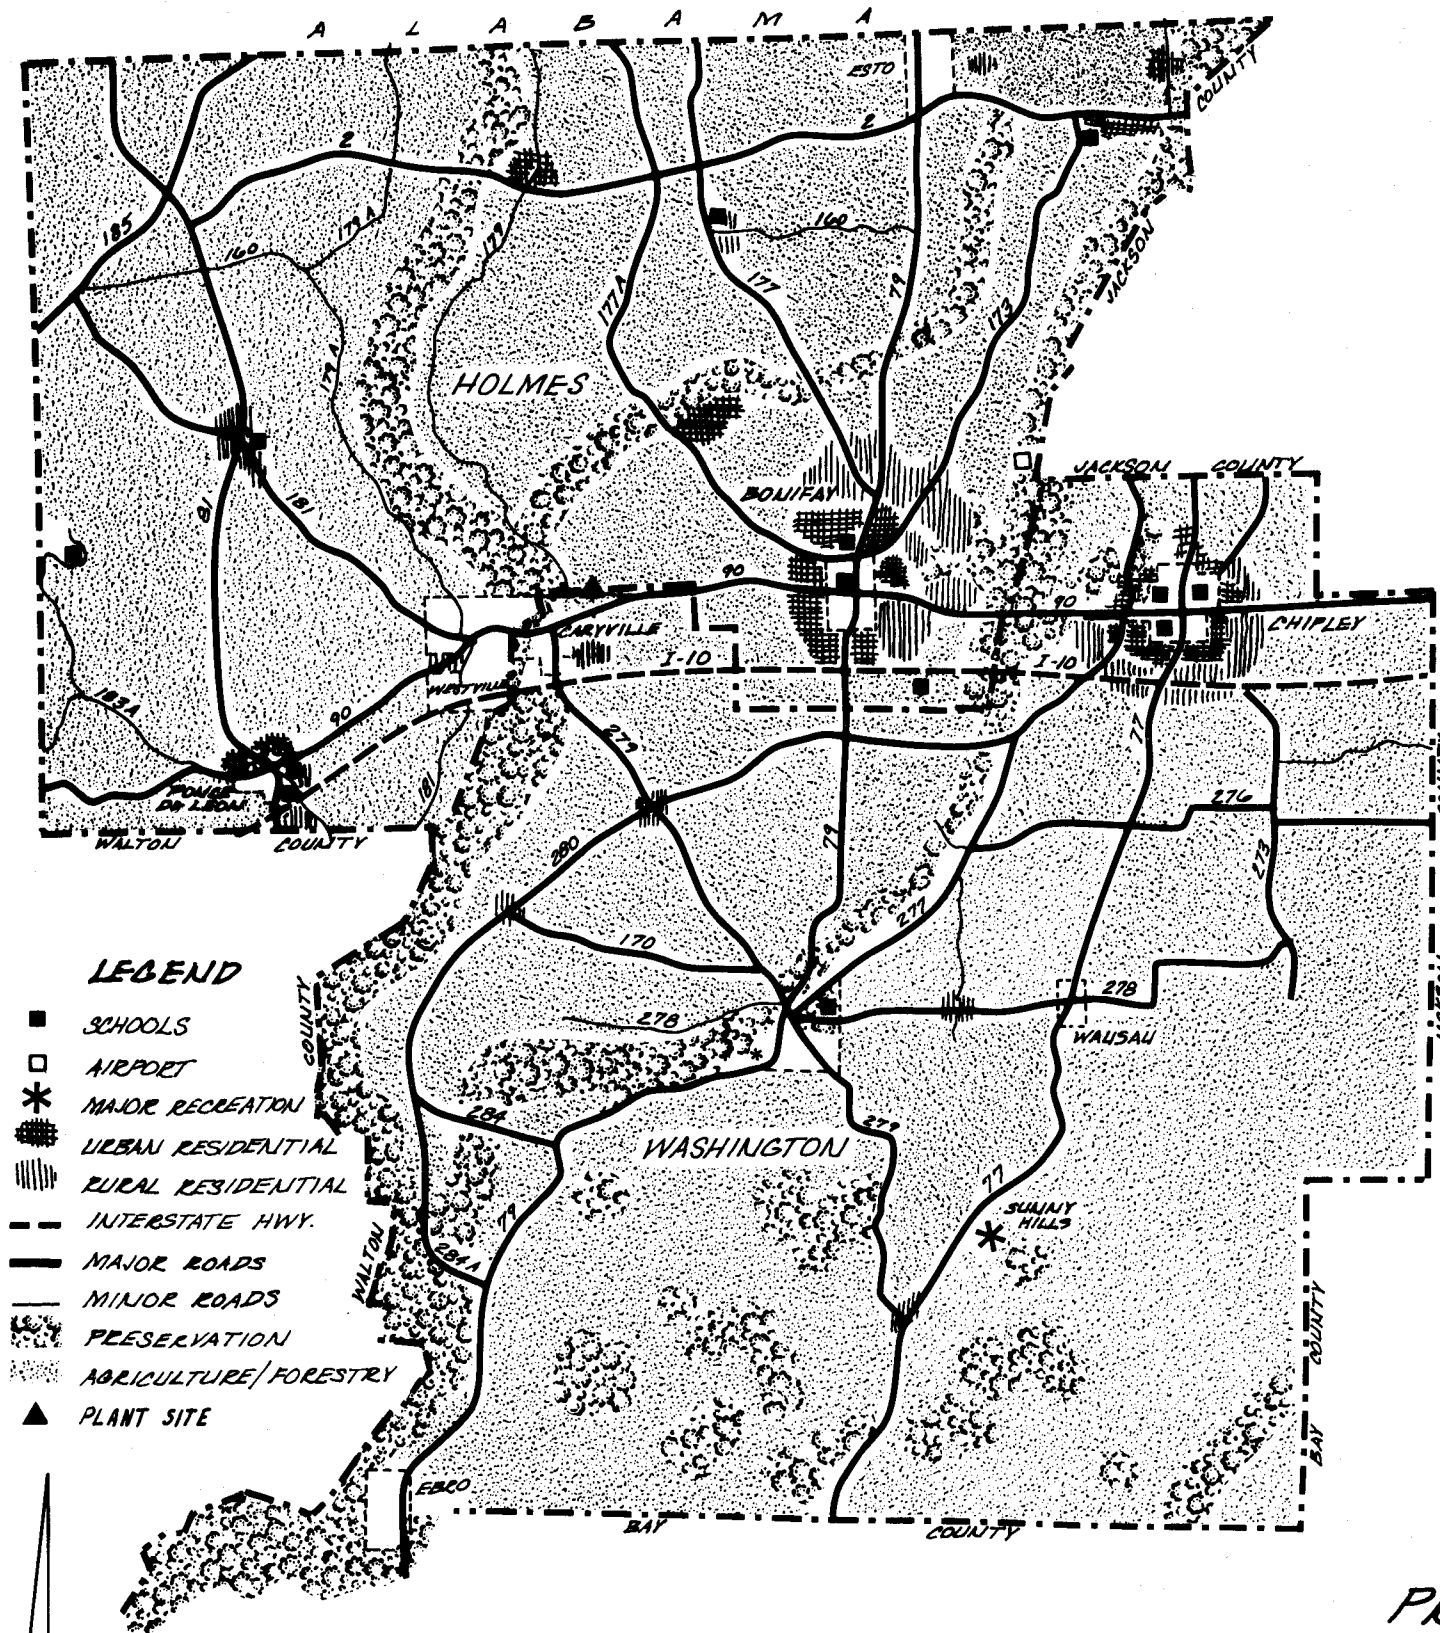 A L A B A M A
ESTO
COUNTY
2
2
185
160
179A
179
160
JACKSON
177A
177
79
173
179A
HOLMES
JACKSON COUNTY
BONIFAY
81
181
90
90
CHIPLEY
CARYVILLE
I-10
I-10
WESTVILLE
183A
90
279
77
181
PONCE
DE LEON
276
WALTON COUNTY
280
79
273
277
170
LEGEND
SCHOOLS
AIRPORT
MAJOR RECREATION
URBAN RESIDENTIAL
RURAL RESIDENTIAL
INTERSTATE HWY.
MAJOR ROADS
MINOR ROADS
PRESERVATION
AGRICULTURE/FORESTRY
PLANT SITE
COUNTY
278
278
WAUSAU
284
279
WASHINGTON
77
79
SUNNY
HILLS
284A
WALTON
COUNTY
BAY
EBRO
BAY COUNTY